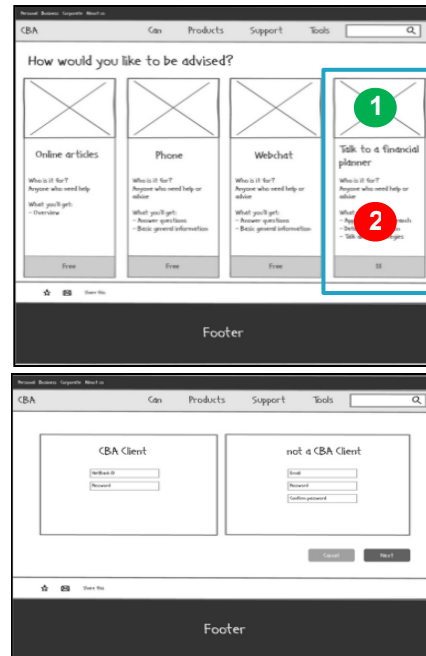 Personal Business Corporate About us
CBA Can Products Support Tools
How would you like to be advised?
Online articles
Who is it for?
Anyone who need help
What you'll get:
- Overview
Free
Phone
Who is it for?
Anyone who need help or
advice
What you'll get:
- Answer questions
- Basic general information
Free
Webchat
Who is it for?
Anyone who need help or
advice
What you'll get:
- Answer questions
- Basic general information
Free
1
Talk to a financial
planner
Who is it for?
Anyone who need help or
advice
2
$$
Share this
Footer
Personal Business Corporate About us
CBA Can Products Support Tools
CBA Client
NetBank ID
Password
not a CBA Client
Email
Password
Confirm password
Cancel Next
Share this
Footer